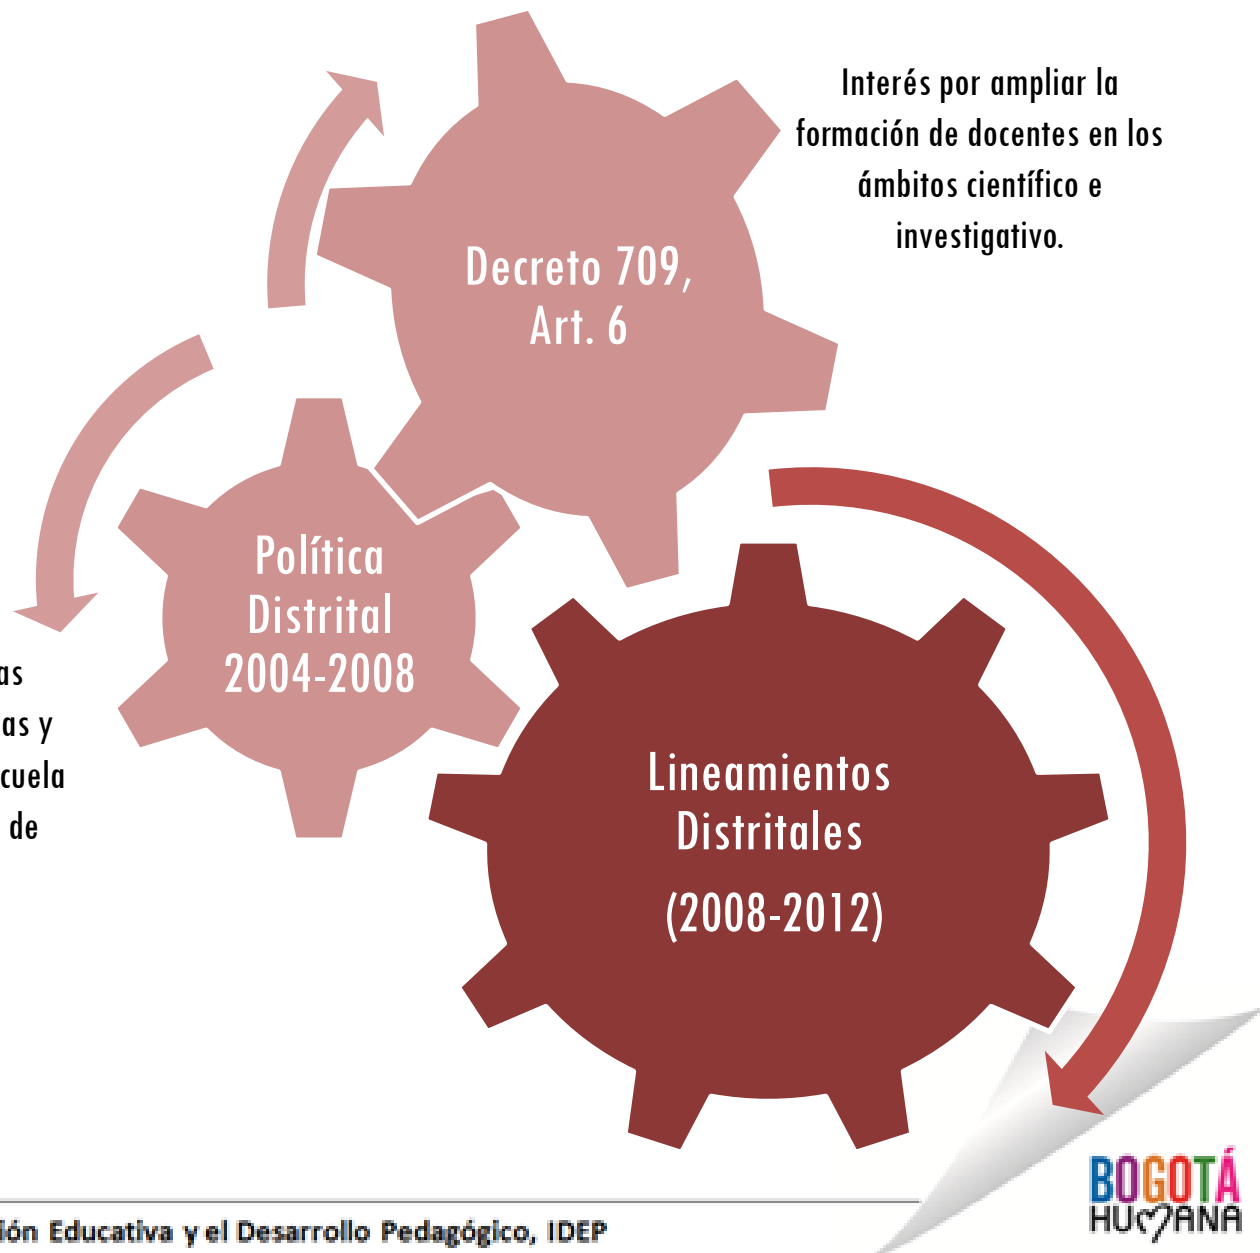 Interés por ampliar la
formación de docentes en los
ámbitos científico e
investigativo.
Decreto 709,
Art. 6
Política
Distrital
2004-2008
as
as y
cuela
de
Lineamientos
Distritales
(2008-2012)
BOGOTÁ
HUMANA
ión Educativa y el Desarrollo Pedagógico, IDEP